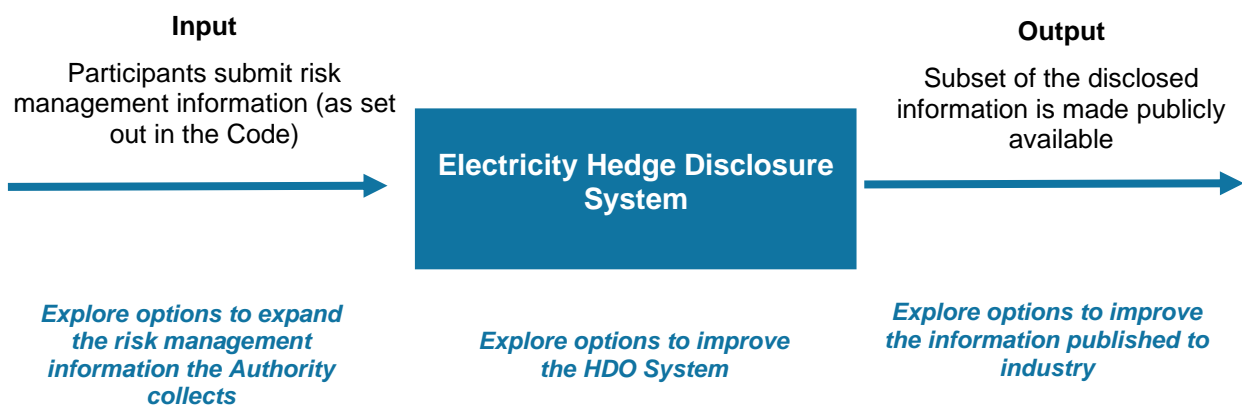 Input
Participants submit risk
management information (as set
out in the Code)
Electricity Hedge Disclosure
System
Output
Subset of the disclosed
information is made publicly
available
Explore options to expand
the risk management
information the Authority
collects
Explore options to improve
the HDO System
Explore options to improve
the information published to
industry